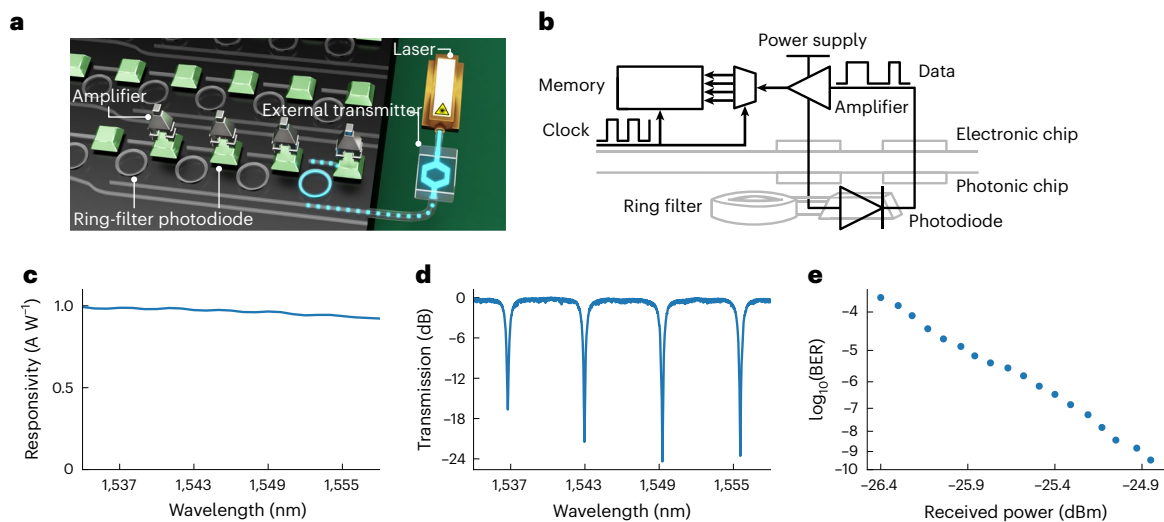 a
Laser
Amplifier
External transmitter
Ring-filter photodiode
b
Power supply
Memory
Data
Amplifier
Clock
Electronic chip
Photonic chip
Ring filter
Photodiode
c
Responsivity (A W⁻¹)
1.0
0.5
0
1,537
1,543
1,549
1,555
Wavelength (nm)
d
Transmission (dB)
0
−6
−12
−18
−24
1,537
1,543
1,549
1,555
Wavelength (nm)
e
log₁₀(BER)
−4
−5
−6
−7
−8
−9
−10
−26.4
−25.9
−25.4
−24.9
Received power (dBm)